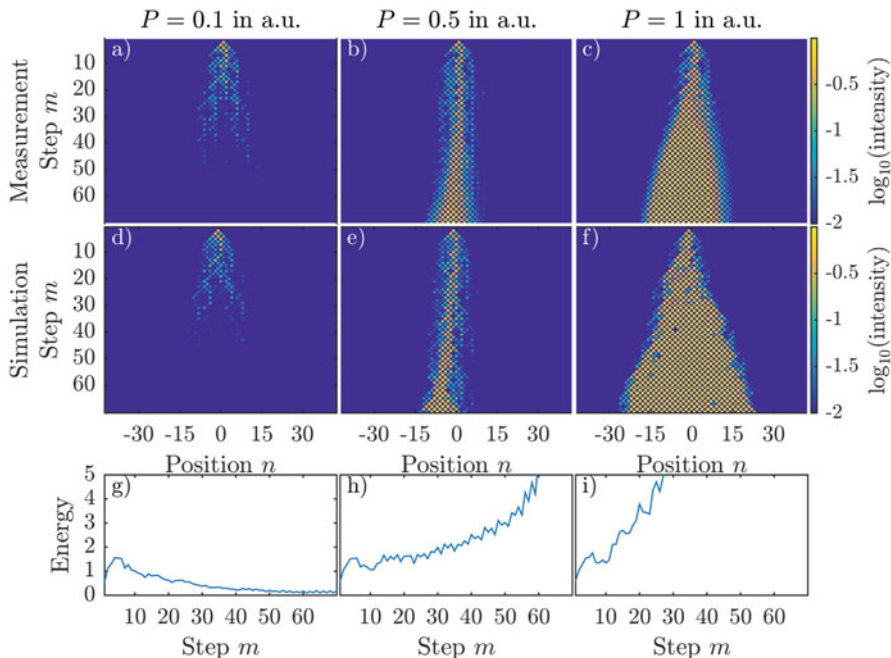 P = 0.1 in a.u. P = 0.5 in a.u. P = 1 in a.u.
a) b) c)
Measurement
Step m
10
20
30
40
50
60
log10(intensity)
-0.5
-1
-1.5
-2
d) e) f)
Simulation
Step m
10
20
30
40
50
60
log10(intensity)
-0.5
-1
-1.5
-2
-30 -15 0 15 30 -30 -15 0 15 30 -30 -15 0 15 30
Position n Position n Position n
g) h) i)
Energy
5
4
3
2
1
0
10 20 30 40 50 60 10 20 30 40 50 60 10 20 30 40 50 60
Step m Step m Step m